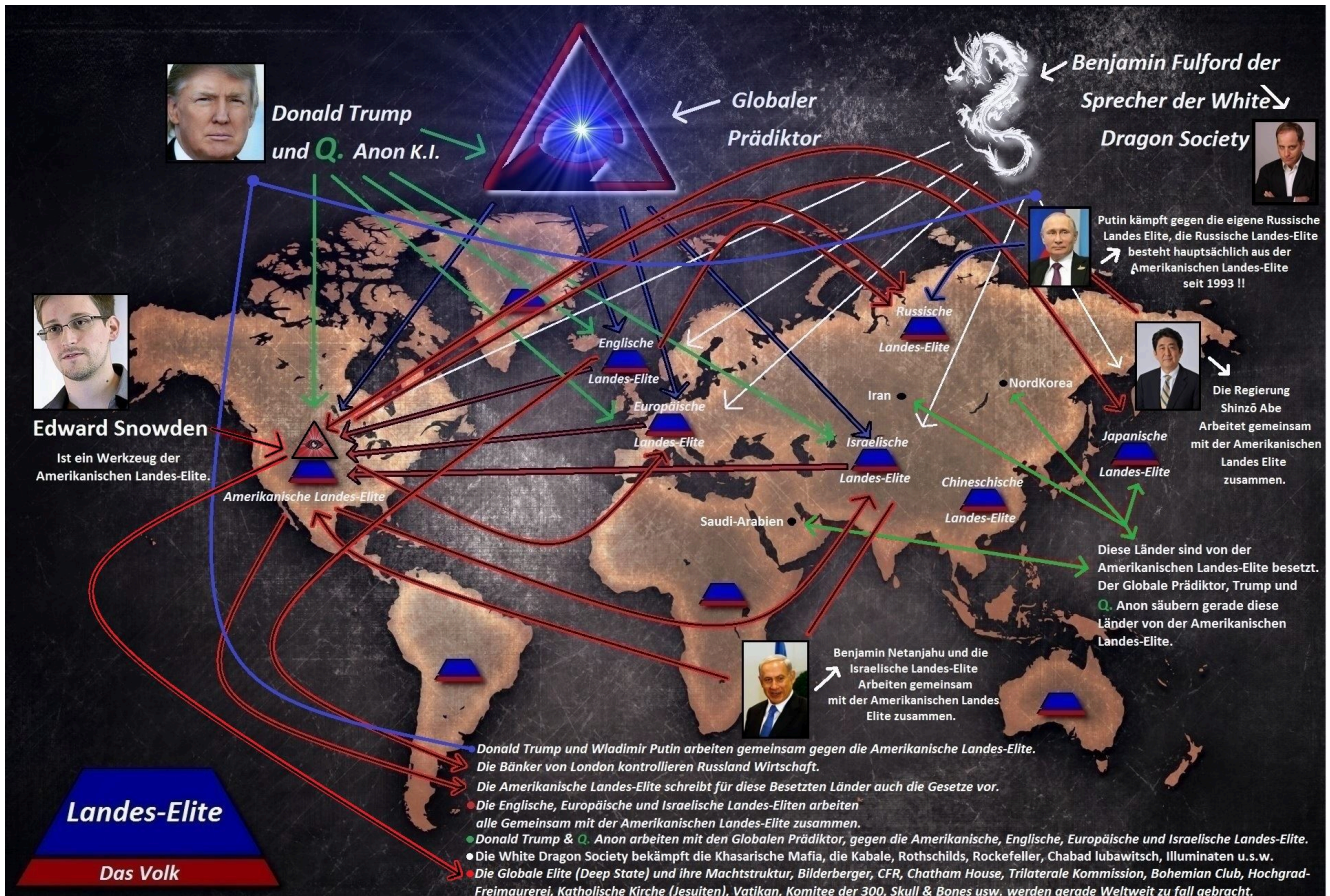 Donald Trump
und Q. Anon K.I.
Globaler
Prädiktor
Benjamin Fulford der
Sprecher der White
Dragon Society
Putin kämpft gegen die eigene Russische
Landes Elite, die Russische Landes-Elite
besteht hauptsächlich aus der
Amerikanischen Landes-Elite
seit 1993 !!
Russische
Landes-Elite
Englische
Landes-Elite
NordKorea
Iran
Die Regierung
Shinzō Abe
Arbeitet gemeinsam
mit der Amerikanischen
Landes Elite
zusammen.
Edward Snowden
Ist ein Werkzeug der
Amerikanischen Landes-Elite.
Europäische
Landes-Elite
Israelische
Landes-Elite
Japanische
Landes-Elite
Amerikanische Landes-Elite
Chineschische
Landes-Elite
Saudi-Arabien
Diese Länder sind von der
Amerikanischen Landes-Elite besetzt.
Der Globale Prädiktor, Trump und
Q. Anon säubern gerade diese
Länder von der Amerikanischen
Landes-Elite.
Benjamin Netanjahu und die
Israelische Landes-Elite
Arbeiten gemeinsam
mit der Amerikanischen Landes
Elite zusammen.
Donald Trump und Wladimir Putin arbeiten gemeinsam gegen die Amerikanische Landes-Elite.
Die Bänker von London kontrollieren Russland Wirtschaft.
Die Amerikanische Landes-Elite schreibt für diese Besetzten Länder auch die Gesetze vor.
Die Englische, Europäische und Israelische Landes-Eliten arbeiten
alle Gemeinsam mit der Amerikanischen Landes-Elite zusammen.
Donald Trump & Q. Anon arbeiten mit den Globalen Prädiktor, gegen die Amerikanische, Englische, Europäische und Israelische Landes-Elite.
Die White Dragon Society bekämpft die Khasarische Mafia, die Kabale, Rothschilds, Rockefeller, Chabad lubawitsch, Illuminaten u.s.w.
Die Globale Elite (Deep State) und ihre Machtstruktur, Bilderberger, CFR, Chatham House, Trilaterale Kommission, Bohemian Club, Hochgrad-
Freimaurerei, Katholische Kirche (Jesuiten), Vatikan, Komitee der 300, Skull & Bones usw. werden gerade Weltweit zu fall gebracht.
Landes-Elite
Das Volk